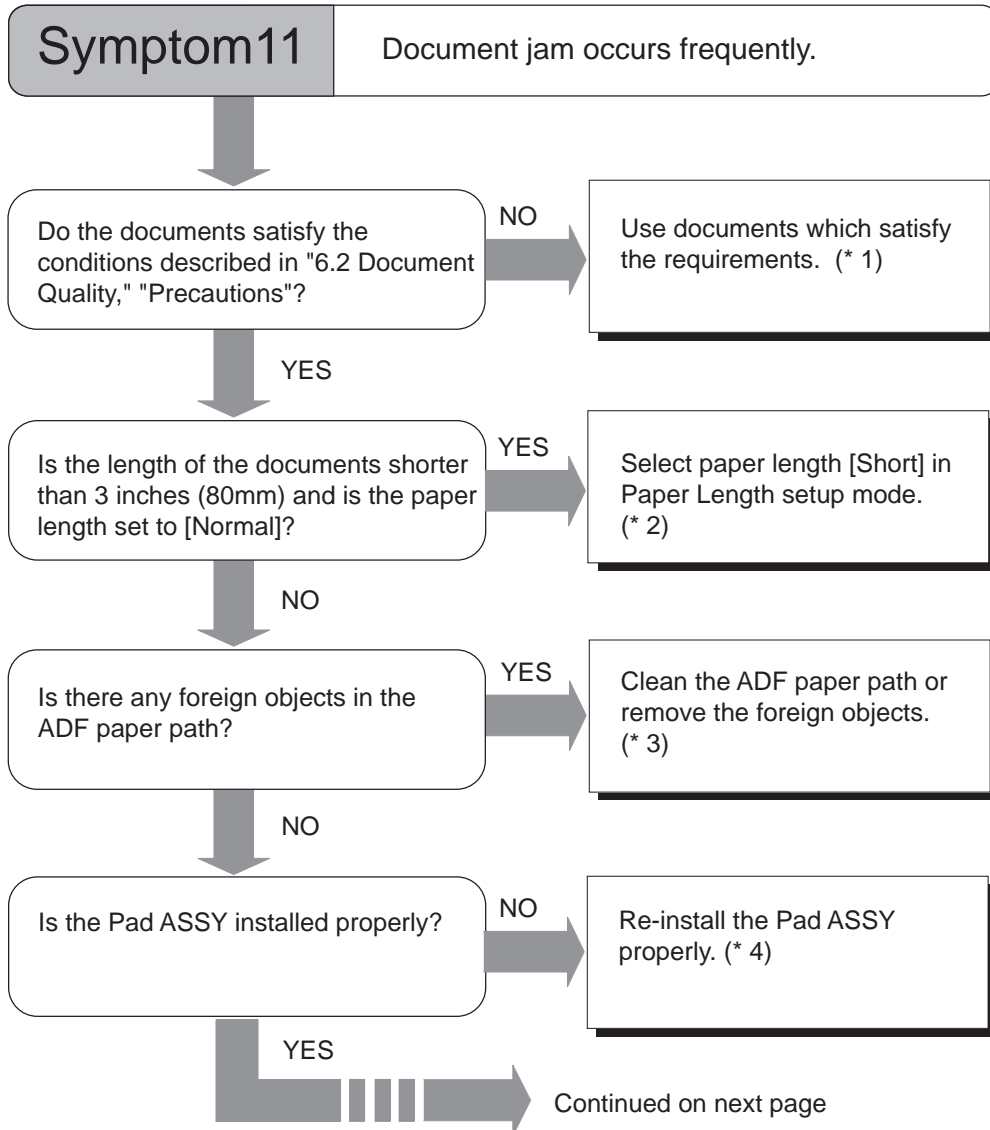 Symptom11
Document jam occurs frequently.
Do the documents satisfy the
conditions described in "6.2 Document
Quality," "Precautions"?
NO
Use documents which satisfy
the requirements. (* 1)
YES
Is the length of the documents shorter
than 3 inches (80mm) and is the paper
length set to [Normal]?
YES
Select paper length [Short] in
Paper Length setup mode.
(* 2)
NO
Is there any foreign objects in the
ADF paper path?
YES
Clean the ADF paper path or
remove the foreign objects.
(* 3)
NO
Is the Pad ASSY installed properly?
NO
Re-install the Pad ASSY
properly. (* 4)
YES
Continued on next page